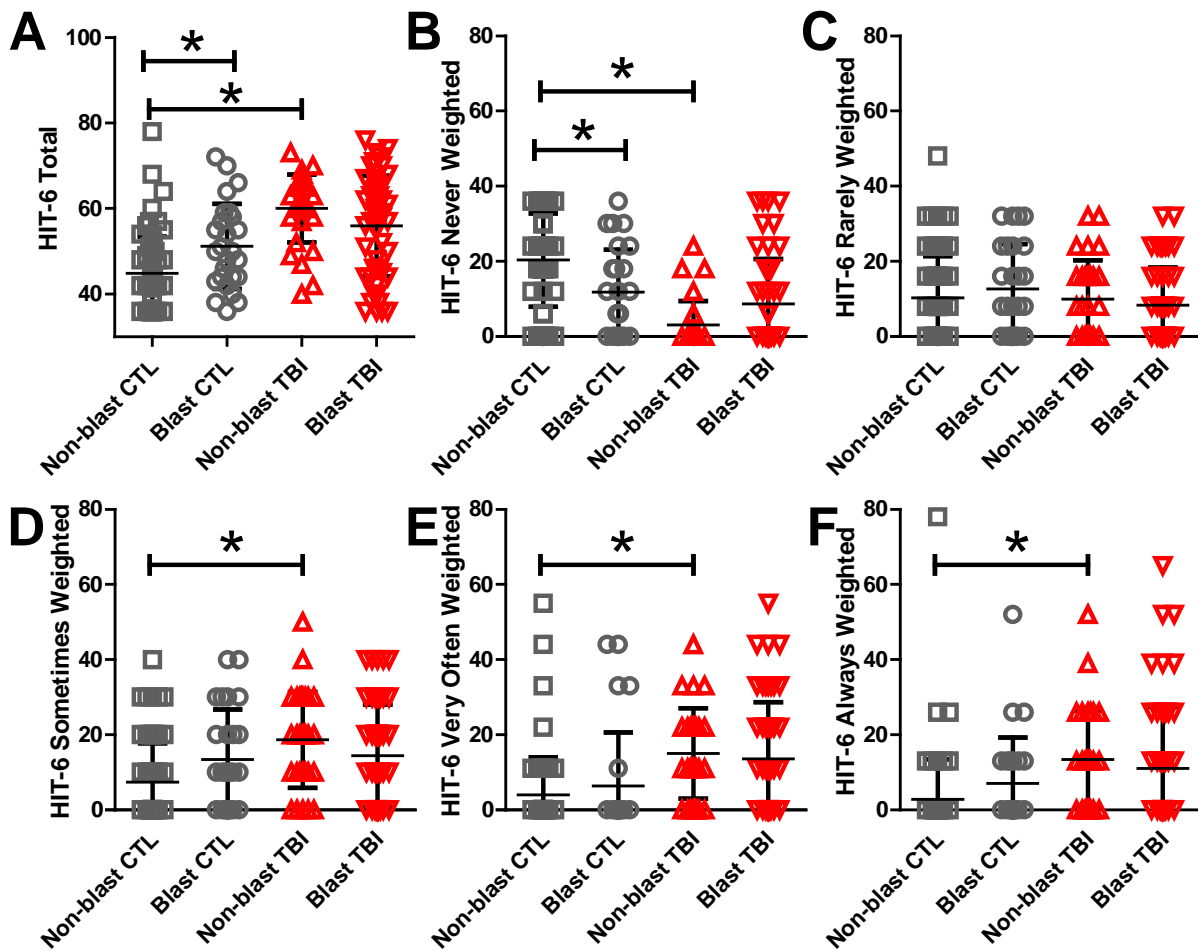 A
HIT-6 Total
100
80
60
40
*
*
Non-blast CTL
Blast CTL
Non-blast TBI
Blast TBI
B
HIT-6 Never Weighted
80
60
40
20
0
*
*
Non-blast CTL
Blast CTL
Non-blast TBI
Blast TBI
C
HIT-6 Rarely Weighted
80
60
40
20
0
Non-blast CTL
Blast CTL
Non-blast TBI
Blast TBI
D
HIT-6 Sometimes Weighted
80
60
40
20
0
*
Non-blast CTL
Blast CTL
Non-blast TBI
Blast TBI
E
HIT-6 Very Often Weighted
80
60
40
20
0
*
Non-blast CTL
Blast CTL
Non-blast TBI
Blast TBI
F
HIT-6 Always Weighted
80
60
40
20
0
*
Non-blast CTL
Blast CTL
Non-blast TBI
Blast TBI